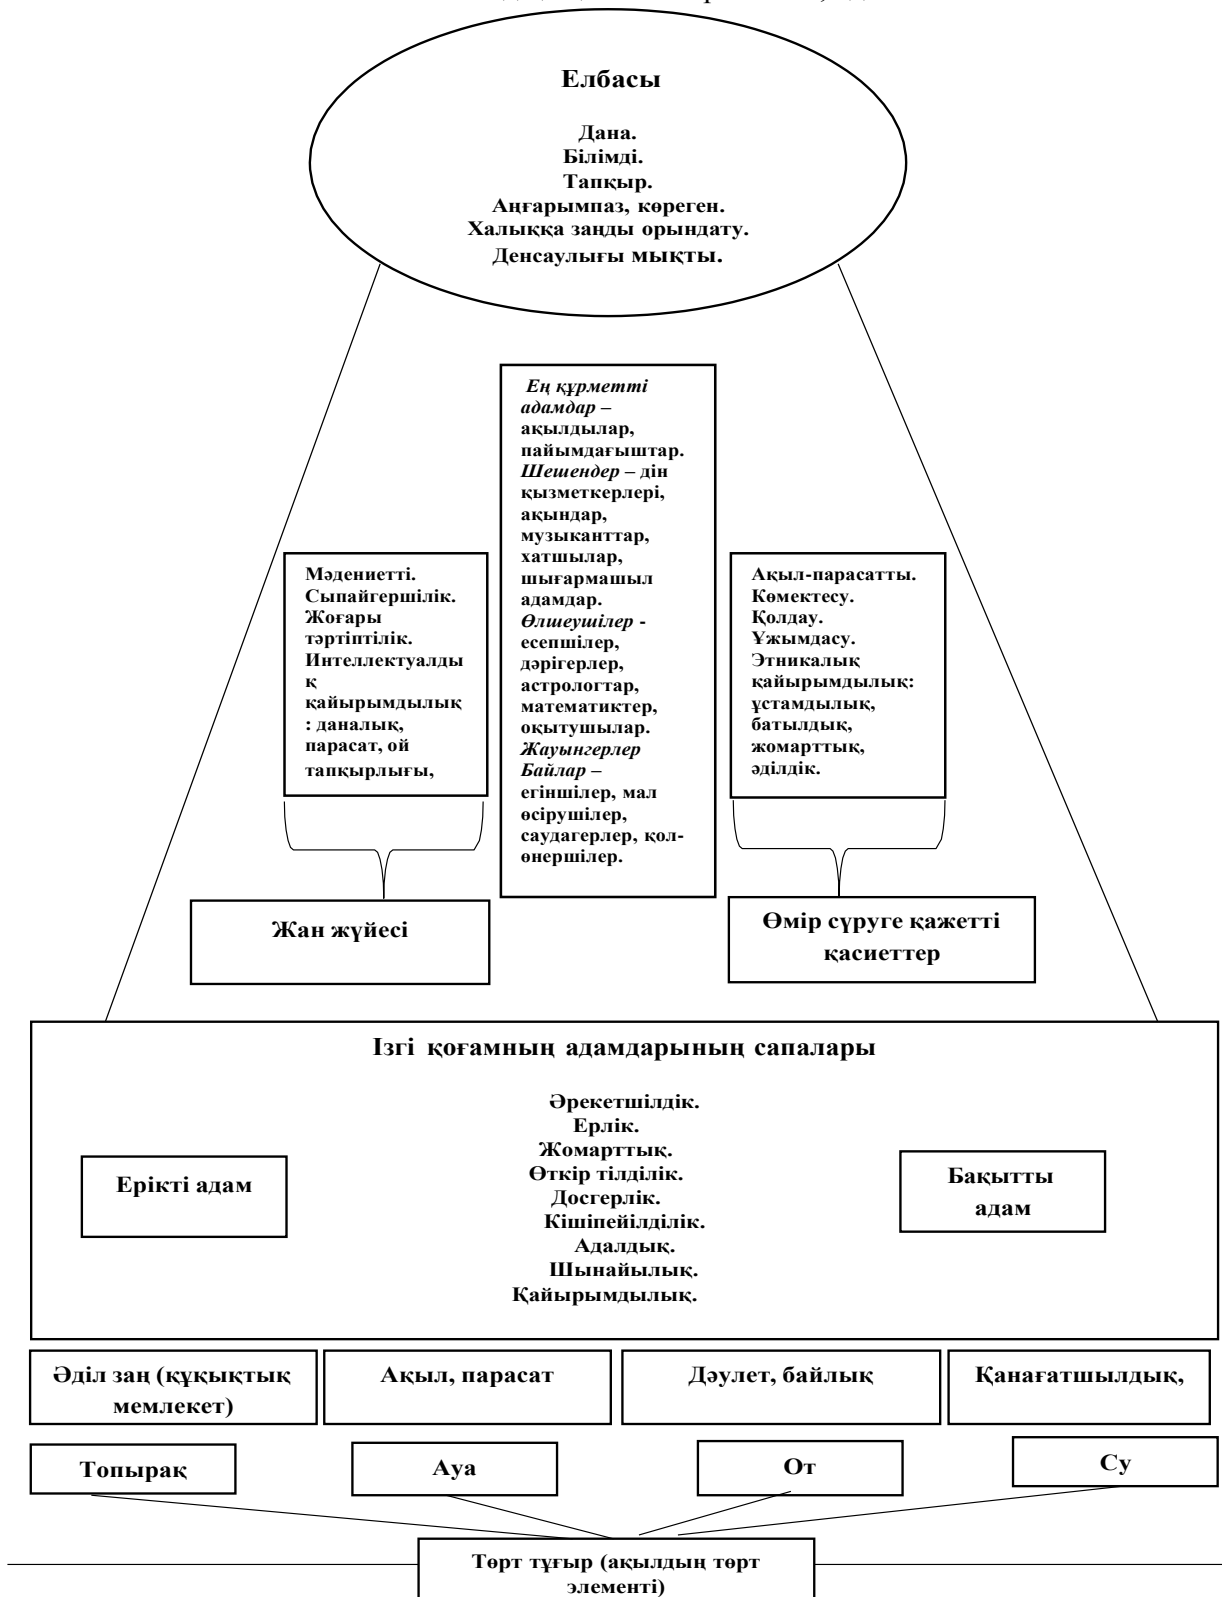 Елбасы
Дана.
Білімді.
Тапқыр.
Аңғарымпаз, көреген.
Халыққа заңды орындату.
Денсаулығы мықты.
Ең құрметті
адамдар –
ақылдылар,
пайымдағыштар.
Шешендер – дін
қызметкерлері,
ақындар,
музыканттар,
хатшылар,
шығармашыл
адамдар.
Өлшеушілер -
есепшілер,
дәрігерлер,
астрологтар,
математиктер,
оқытушылар.
Жауынгерлер
Байлар –
егіншілер, мал
өсірушілер,
саудагерлер, қол-
өнершілер.
Мәдениетті.
Сыпайгершілік.
Жоғары
тәртіптілік.
Интеллектуалды
қ
қайырымдылық
: даналық,
парасат, ой
тапқырлығы,
Ақыл-парасатты.
Көмектесу.
Қолдау.
Ұжымдасу.
Этникалық
қайырымдылық:
ұстамдылық,
батылдық,
жомарттық,
әділдік.
Жан жүйесі
Өмір сүруге қажетті
қасиеттер
Ізгі қоғамның адамдарының сапалары
Әрекетшілдік.
Ерлік.
Жомарттық.
Өткір тілділік.
Досгерлік.
Кішіпейілділік.
Адалдық.
Шынайылық.
Қайырымдылық.
Ерікті адам
Бақытты
адам
Әділ заң (құқықтық
мемлекет)
Ақыл, парасат
Дәулет, байлық
Қанағатшылдық,
Топырақ
Ауа
От
Су
Төрт тұғыр (ақылдың төрт
элементі)